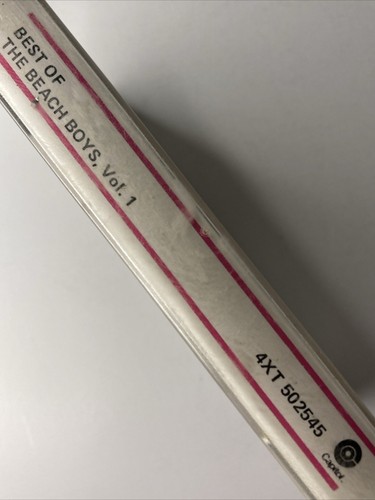 BEST OF
THE BEACH BOYS, Vol. 1
4XT 502545
Capitol